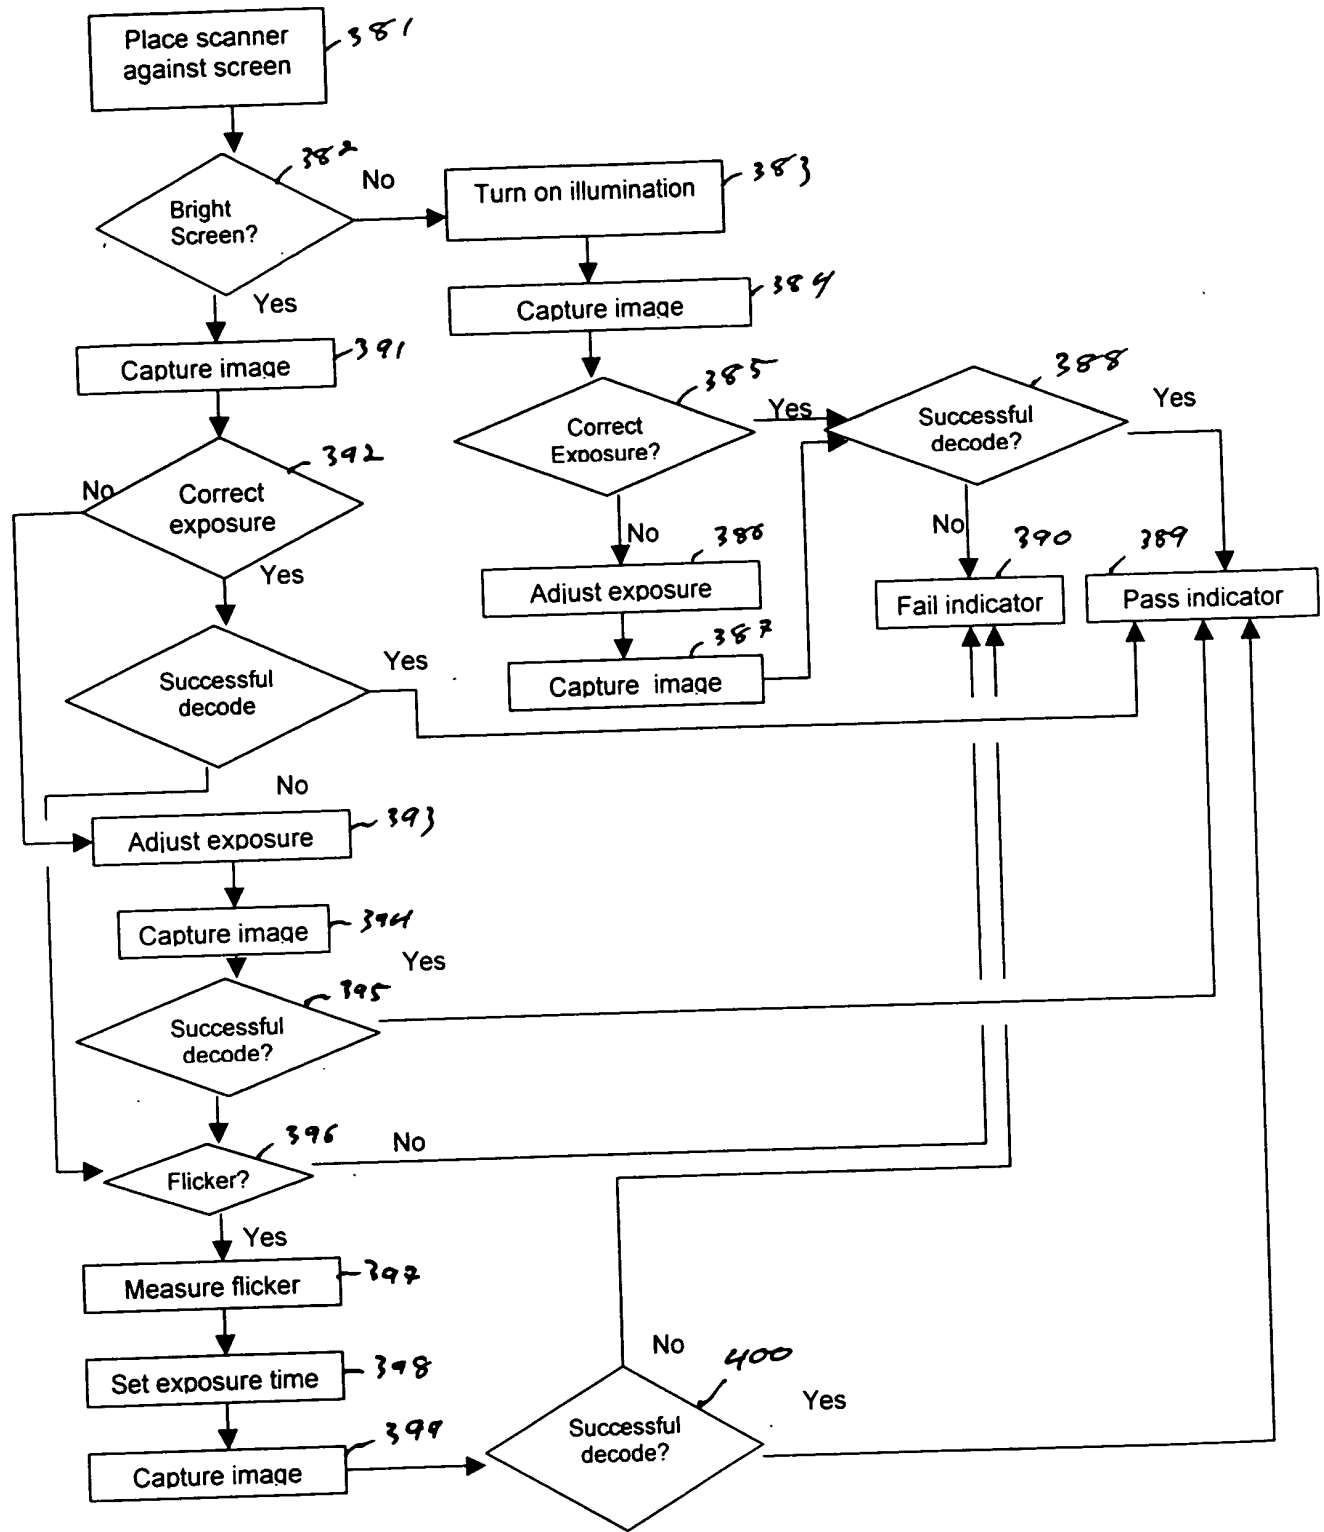 Place scanner
against screen
381
382
No
Bright
Screen?
Turn on illumination
383
Yes
Capture image
384
Capture image
391
385
388
Correct
Exposure?
Yes
Successful
decode?
Yes
392
No
Correct
exposure
No
386
No
390
389
Yes
Adjust exposure
Fail indicator
Pass indicator
387
Capture image
Successful
decode
Yes
No
Adjust exposure
393
Capture image
394
Yes
395
Successful
decode?
396
No
Flicker?
Yes
Measure flicker
397
Set exposure time
398
No
400
Yes
Successful
decode?
399
Capture image